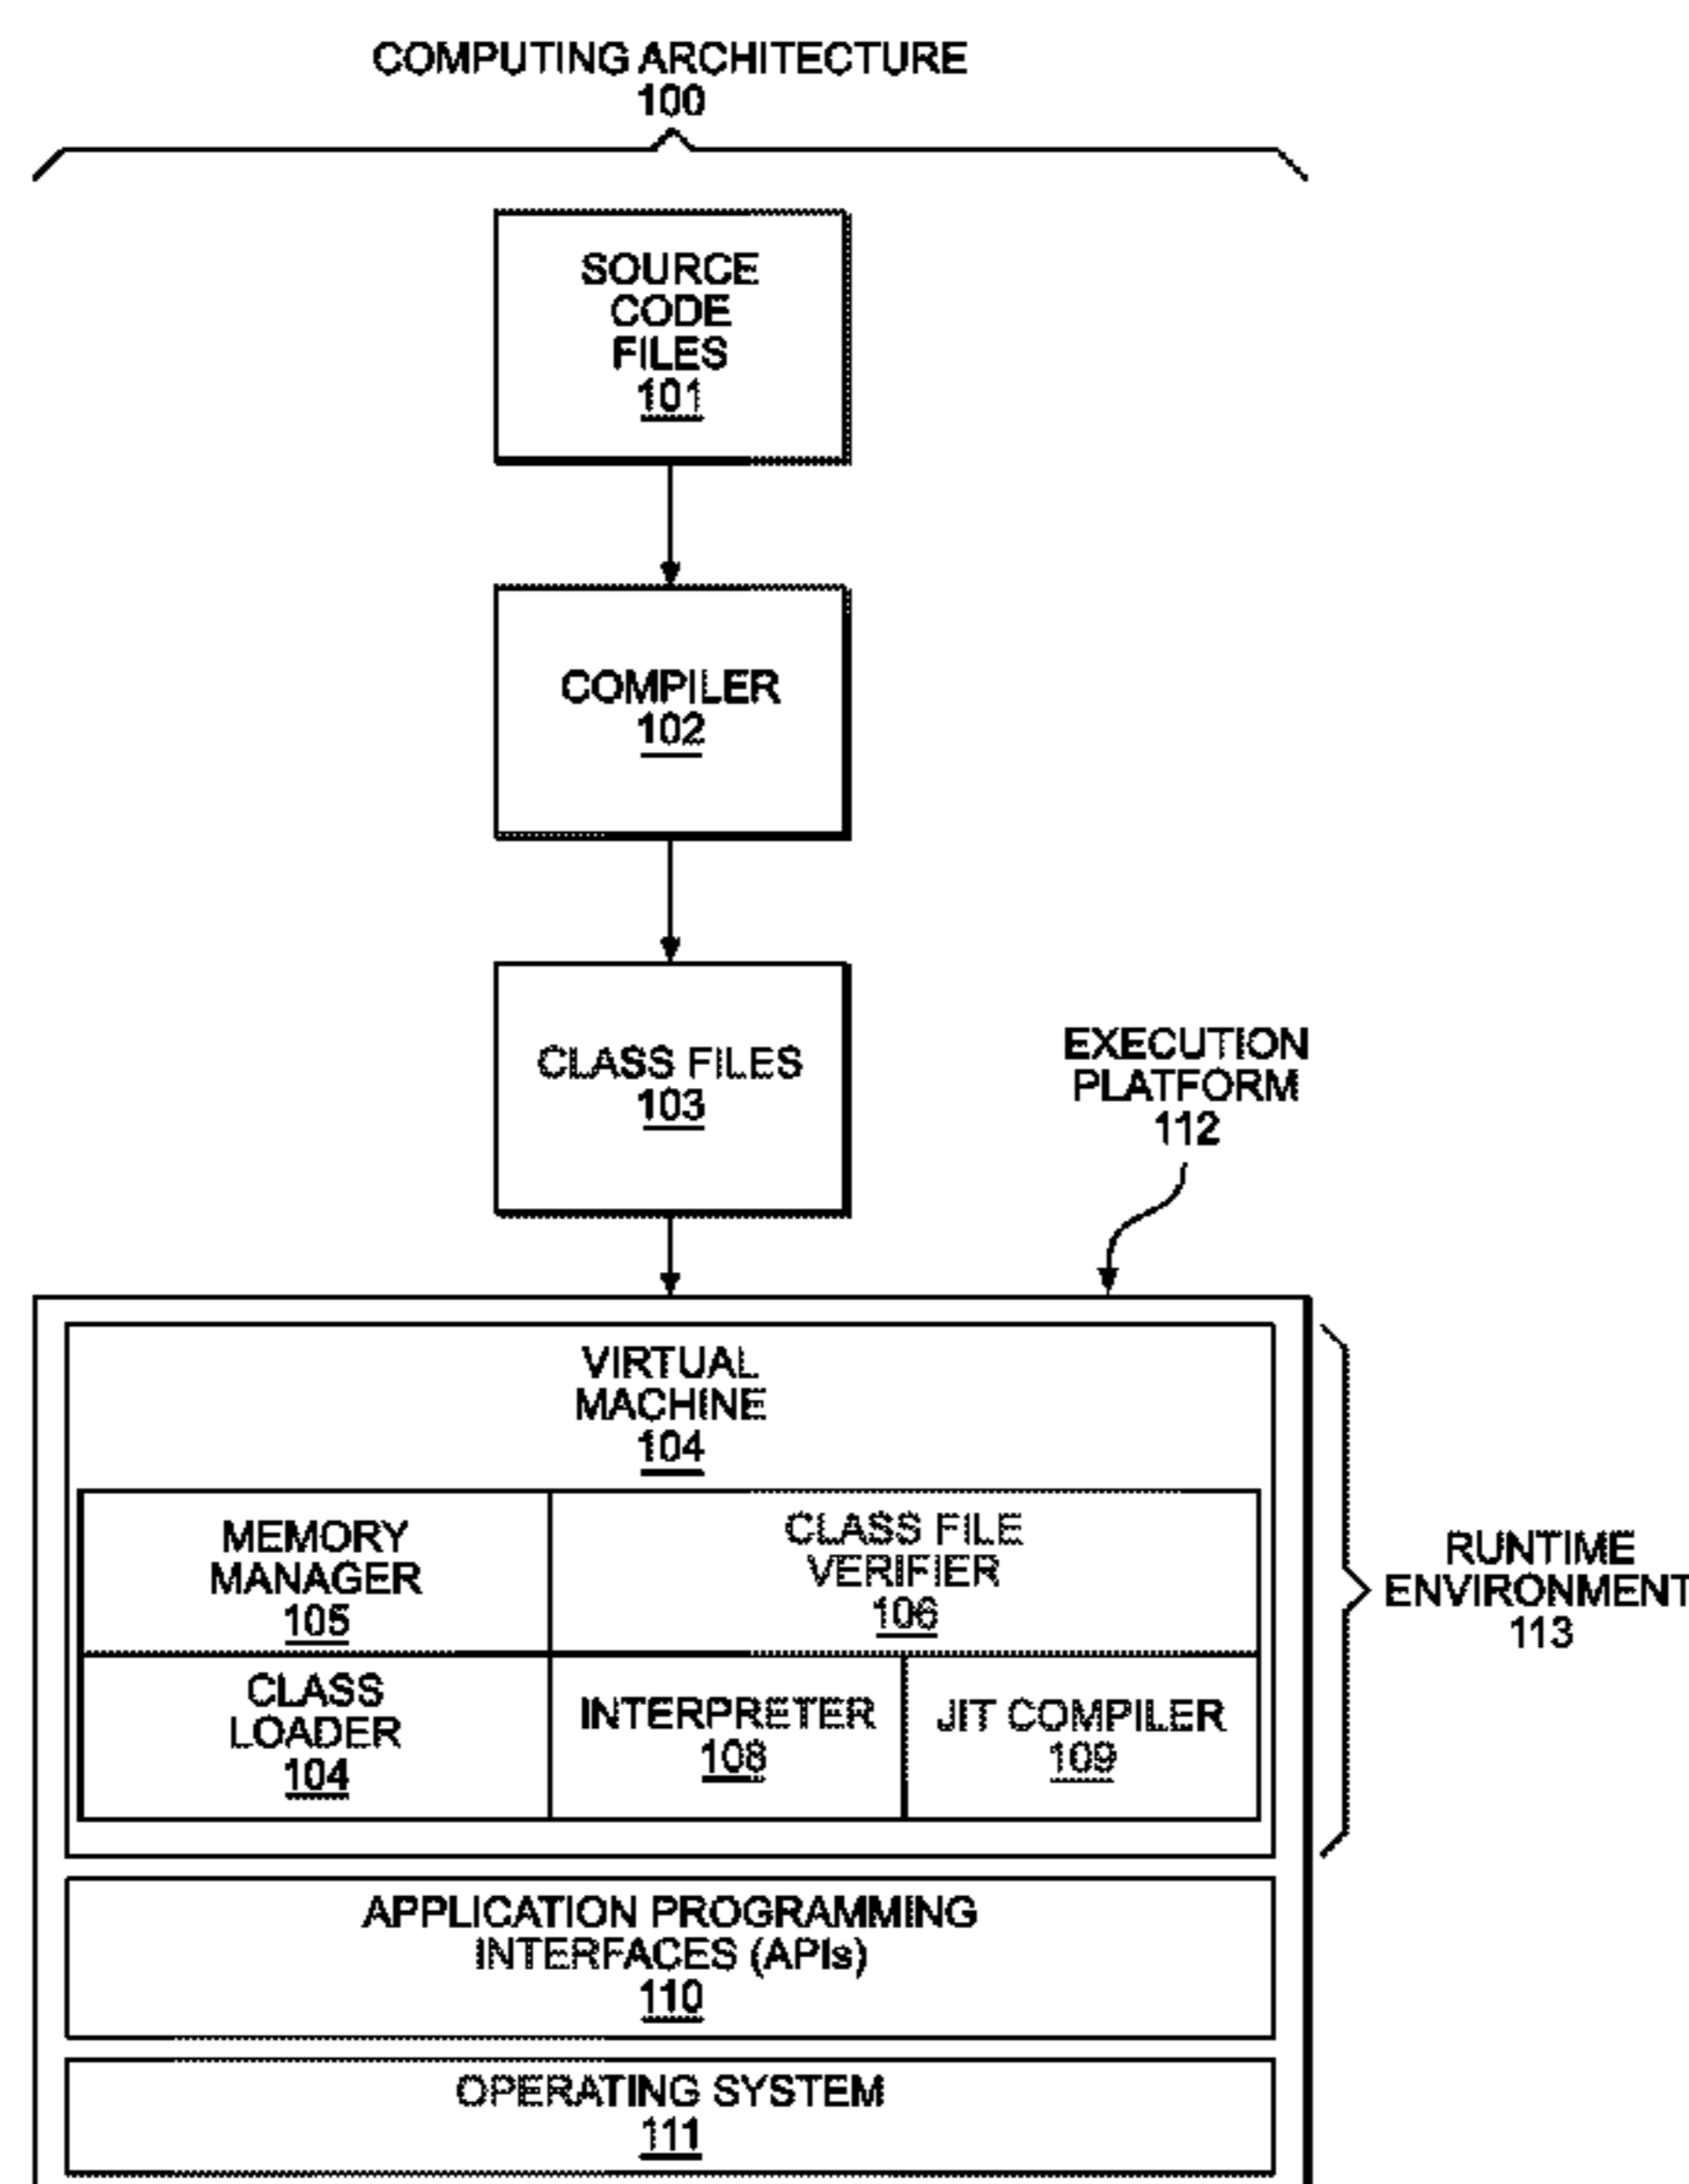 COMPUTING ARCHITECTURE
100
SOURCE
CODE
FILES
101
COMPILER
102
CLASS FILES
103
EXECUTION
PLATFORM
112
VIRTUAL
MACHINE
104
MEMORY
MANAGER
105
CLASS FILE
VERIFIER
106
CLASS
LOADER
104
INTERPRETER
108
JIT COMPILER
109
RUNTIME
ENVIRONMENT
113
APPLICATION PROGRAMMING
INTERFACES (APIs)
110
OPERATING SYSTEM
111